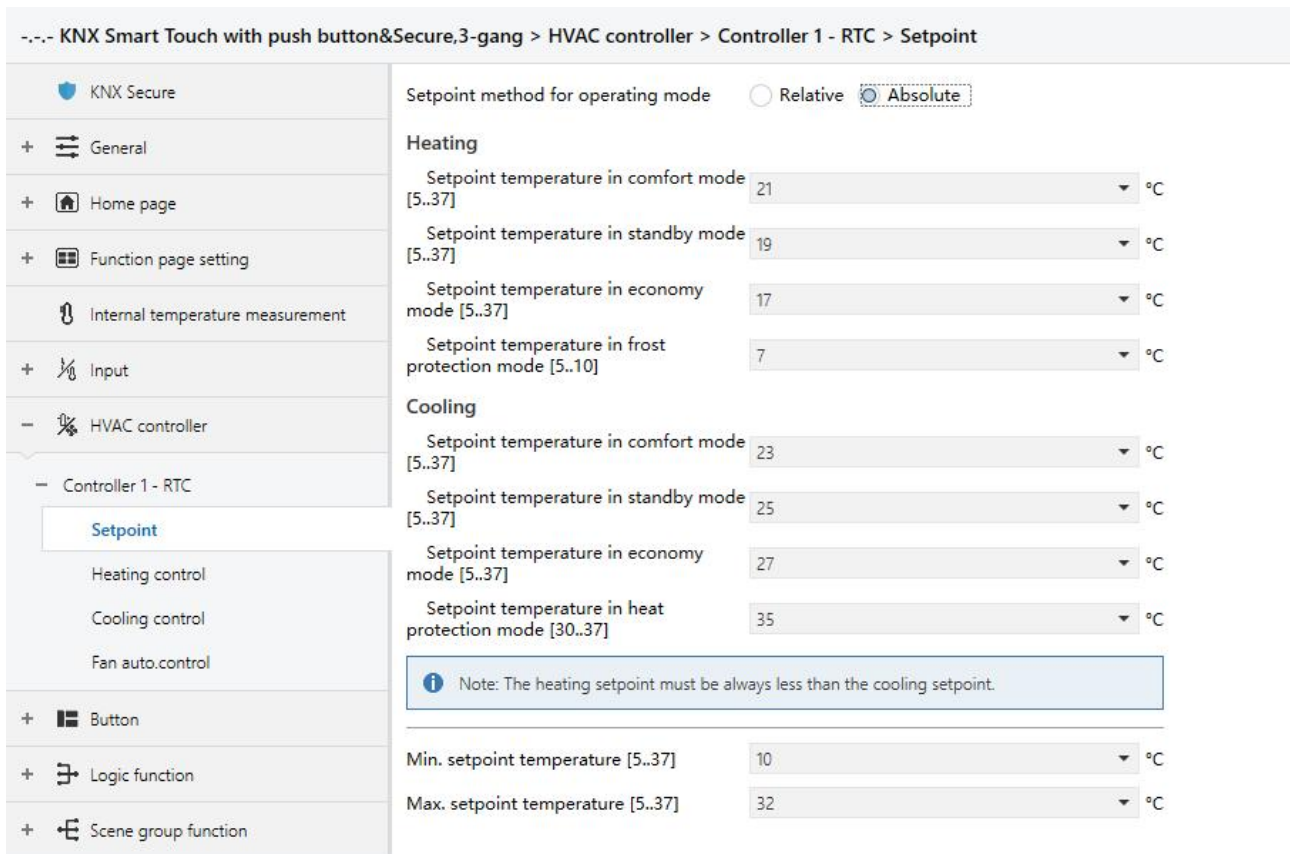 -.-.- KNX Smart Touch with push button&Secure,3-gang > HVAC controller > Controller 1 - RTC > Setpoint
KNX Secure
+ General
+ Home page
+ Function page setting
Internal temperature measurement
+ Input
− HVAC controller
− Controller 1 - RTC
Setpoint
Heating control
Cooling control
Fan auto.control
+ Button
+ Logic function
+ Scene group function
Setpoint method for operating mode Relative Absolute
Heating
Setpoint temperature in comfort mode
[5..37] 21 °C
Setpoint temperature in standby mode
[5..37] 19 °C
Setpoint temperature in economy
mode [5..37] 17 °C
Setpoint temperature in frost
protection mode [5..10] 7 °C
Cooling
Setpoint temperature in comfort mode
[5..37] 23 °C
Setpoint temperature in standby mode
[5..37] 25 °C
Setpoint temperature in economy
mode [5..37] 27 °C
Setpoint temperature in heat
protection mode [30..37] 35 °C
Note: The heating setpoint must be always less than the cooling setpoint.
Min. setpoint temperature [5..37] 10 °C
Max. setpoint temperature [5..37] 32 °C